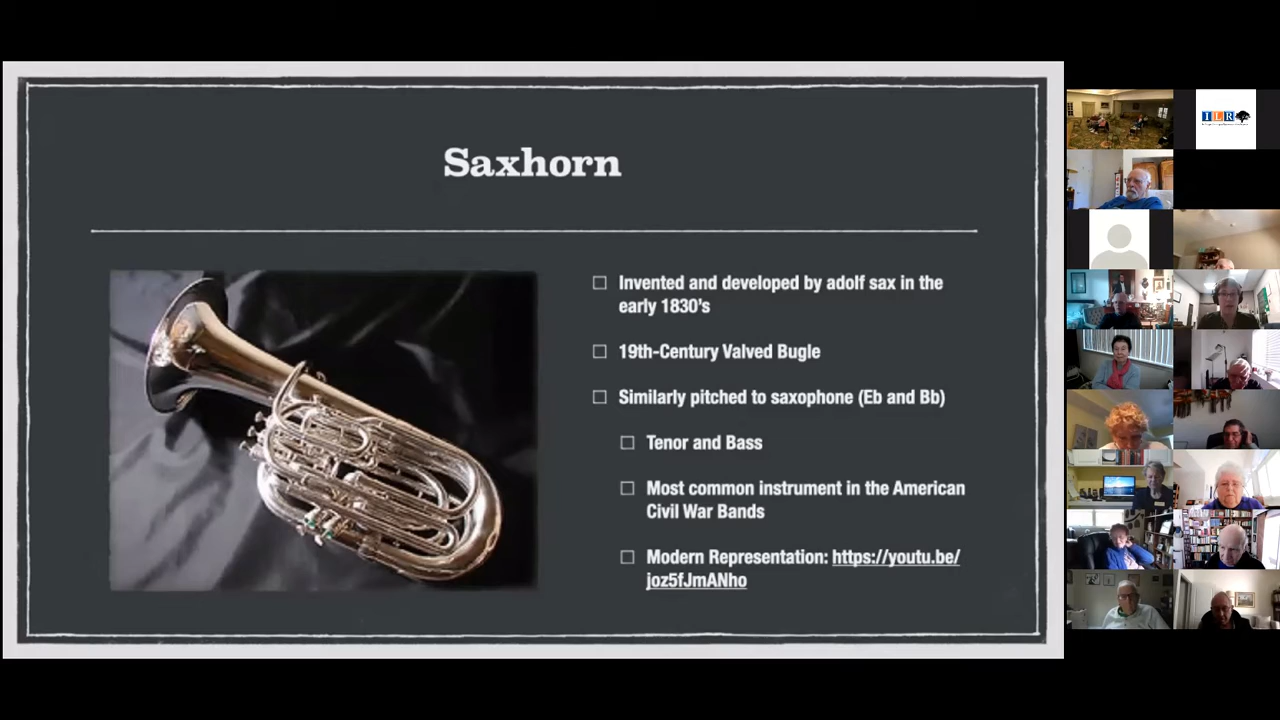 Saxhorn
Invented and developed by adolf sax in the
early 1830's
19th-Century Valved Bugle
Similarly pitched to saxophone (Eb and Bb)
Tenor and Bass
Most common instrument in the American
Civil War Bands
Modern Representation: https://youtu.be/
joz5fJmANho
ILR